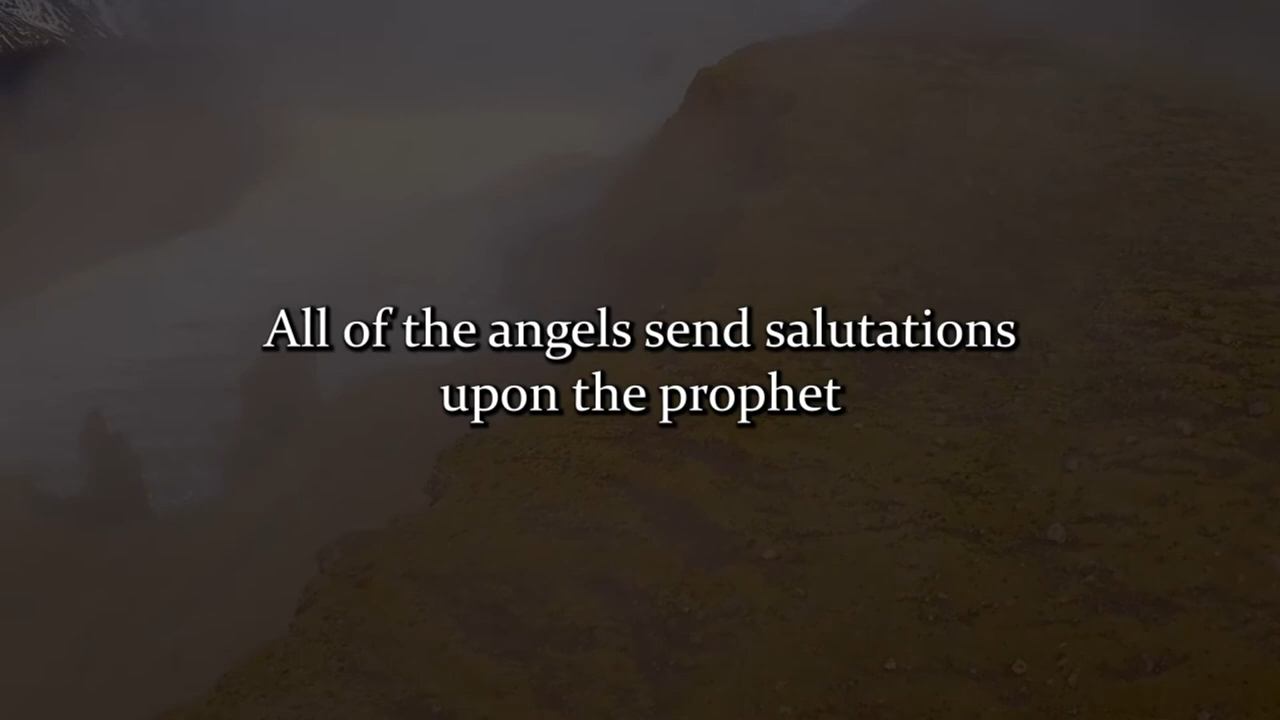 All of the angels send salutations
upon the prophet